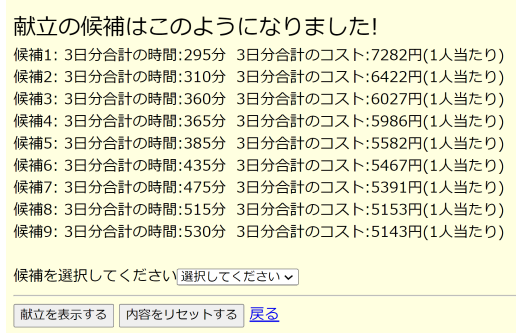 献立の候補はこのようになりました!
候補1: 3日分合計の時間:295分 3日分合計のコスト:7282円(1人当たり)
候補2: 3日分合計の時間:310分 3日分合計のコスト:6422円(1人当たり)
候補3: 3日分合計の時間:360分 3日分合計のコスト:6027円(1人当たり)
候補4: 3日分合計の時間:365分 3日分合計のコスト:5986円(1人当たり)
候補5: 3日分合計の時間:385分 3日分合計のコスト:5582円(1人当たり)
候補6: 3日分合計の時間:435分 3日分合計のコスト:5467円(1人当たり)
候補7: 3日分合計の時間:475分 3日分合計のコスト:5391円(1人当たり)
候補8: 3日分合計の時間:515分 3日分合計のコスト:5153円(1人当たり)
候補9: 3日分合計の時間:530分 3日分合計のコスト:5143円(1人当たり)
候補を選択してください 選択してください
献立を表示する 内容をリセットする 戻る